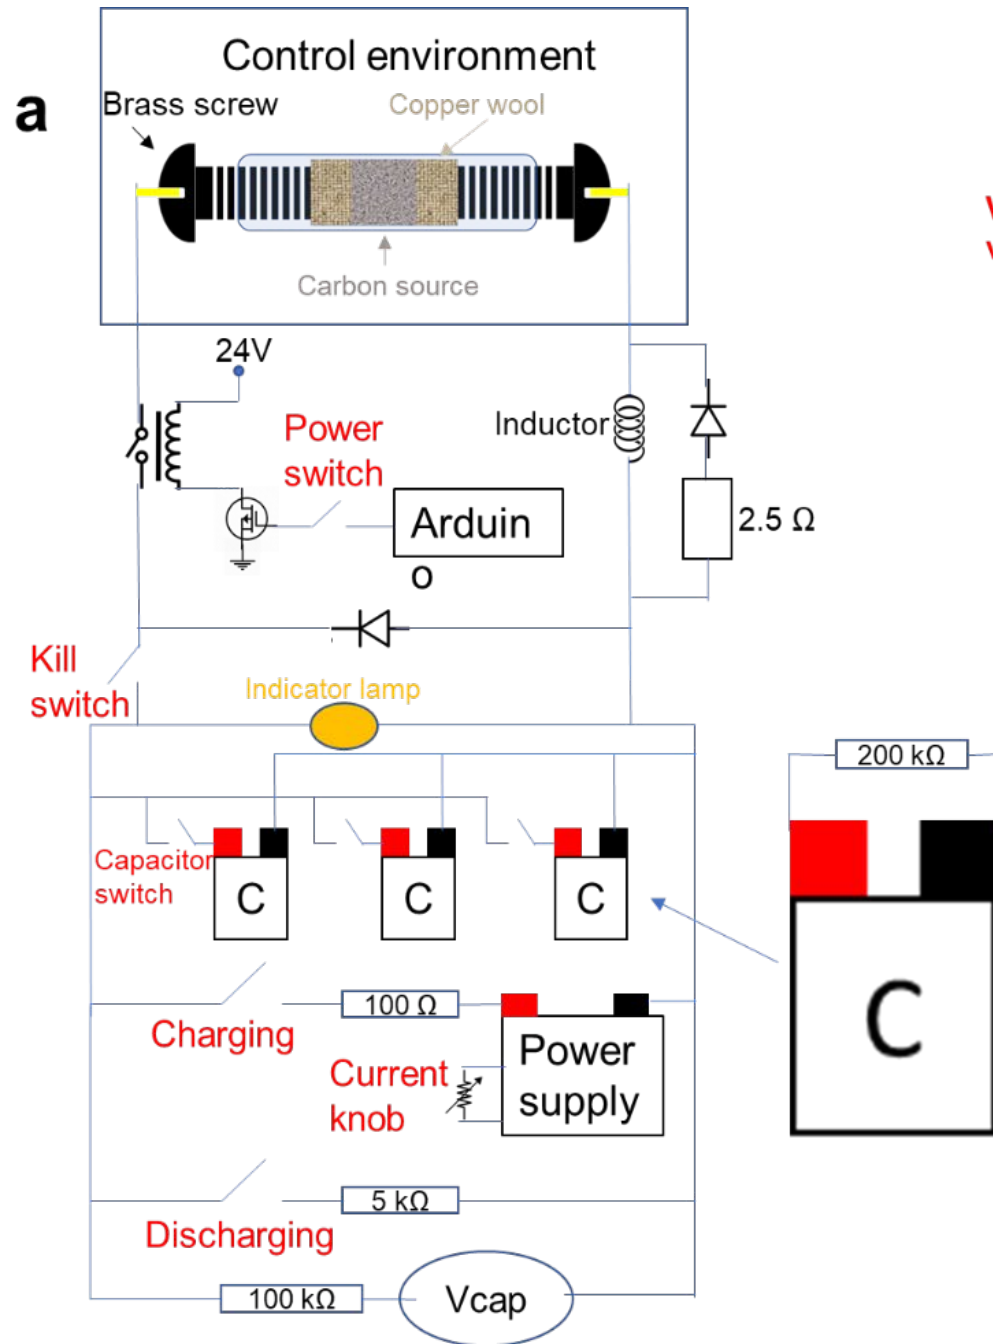 Control environment
a
Brass screw
Copper wool
Carbon source
24V
Power
switch
Inductor
Arduin
o
2.5 Ω
Kill
switch
Indicator lamp
200 kΩ
Capacitor
switch
C
C
C
C
100 Ω
Charging
Power
supply
Current
knob
5 kΩ
Discharging
100 kΩ
Vcap